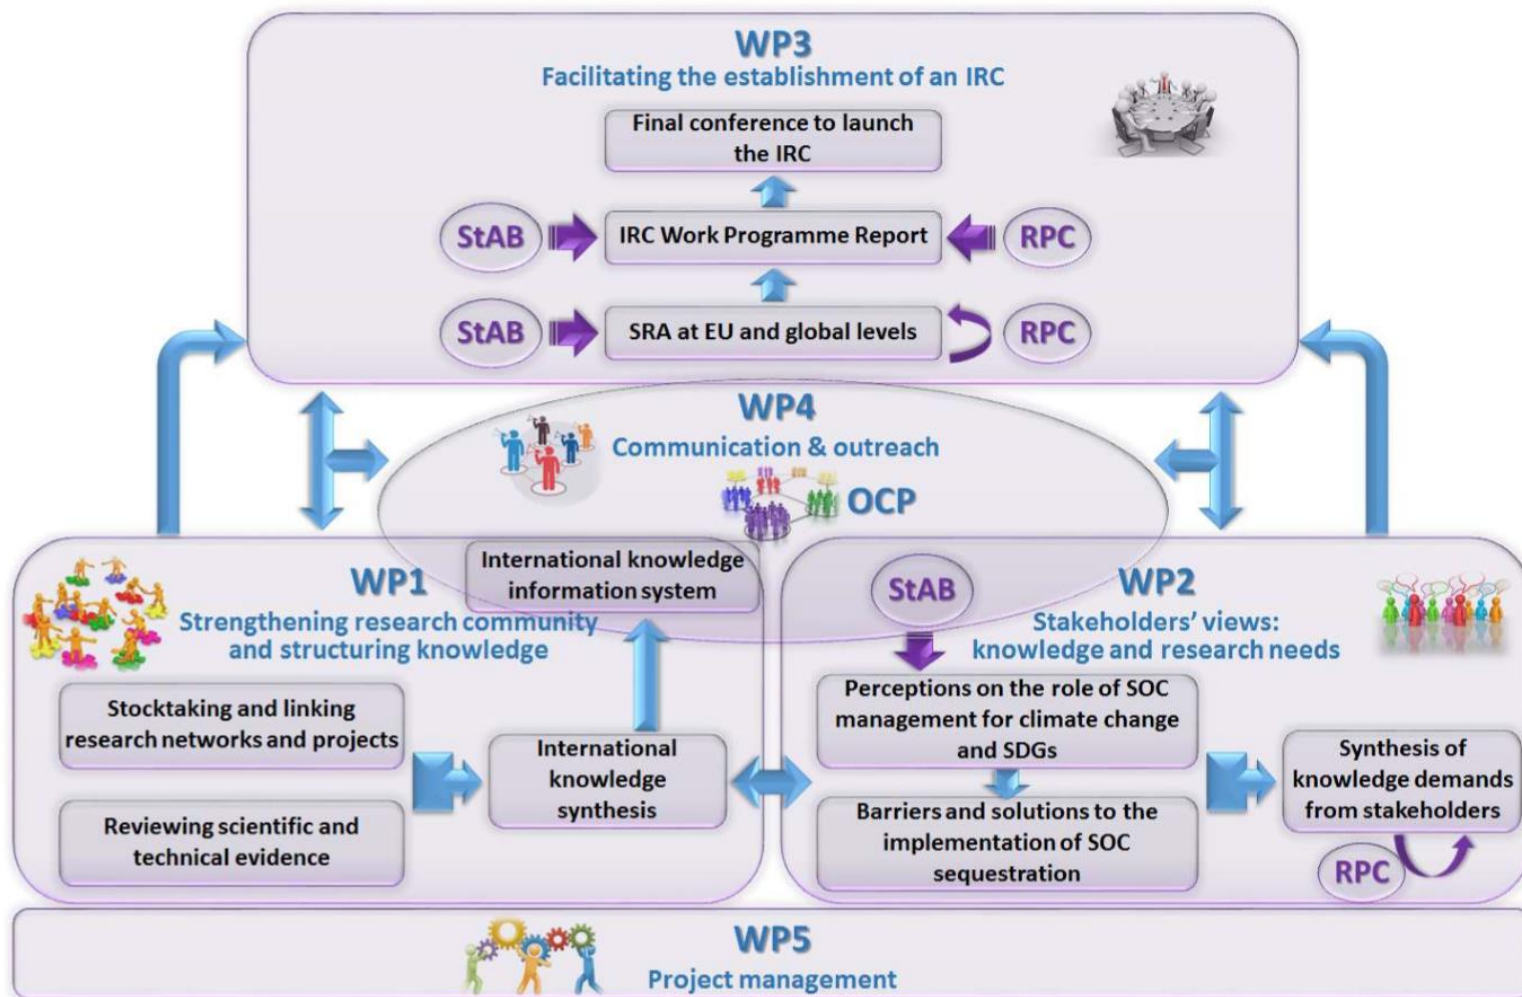 WP3
Facilitating the establishment of an IRC
Final conference to launch
the IRC
StAB
IRC Work Programme Report
RPC
StAB
SRA at EU and global levels
RPC
WP4
Communication & outreach
OCP
International knowledge
information system
WP1
Strengthening research community
and structuring knowledge
Stocktaking and linking
research networks and projects
Reviewing scientific and
technical evidence
International
knowledge
synthesis
StAB
WP2
Stakeholders’ views:
knowledge and research needs
Perceptions on the role of SOC
management for climate change
and SDGs
Barriers and solutions to the
implementation of SOC
sequestration
Synthesis of
knowledge demands
from stakeholders
RPC
WP5
Project management